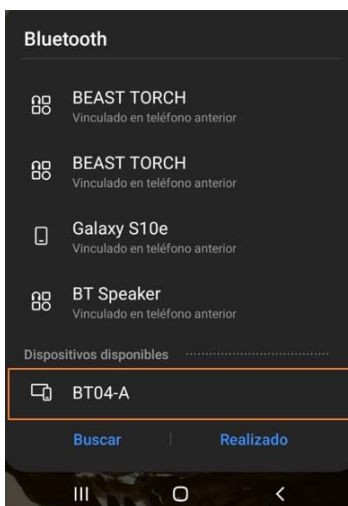 Bluetooth
BEAST TORCH
Vinculado en teléfono anterior
BEAST TORCH
Vinculado en teléfono anterior
Galaxy S10e
Vinculado en teléfono anterior
BT Speaker
Vinculado en teléfono anterior
Dispositivos disponibles
BT04-A
Buscar Realizado